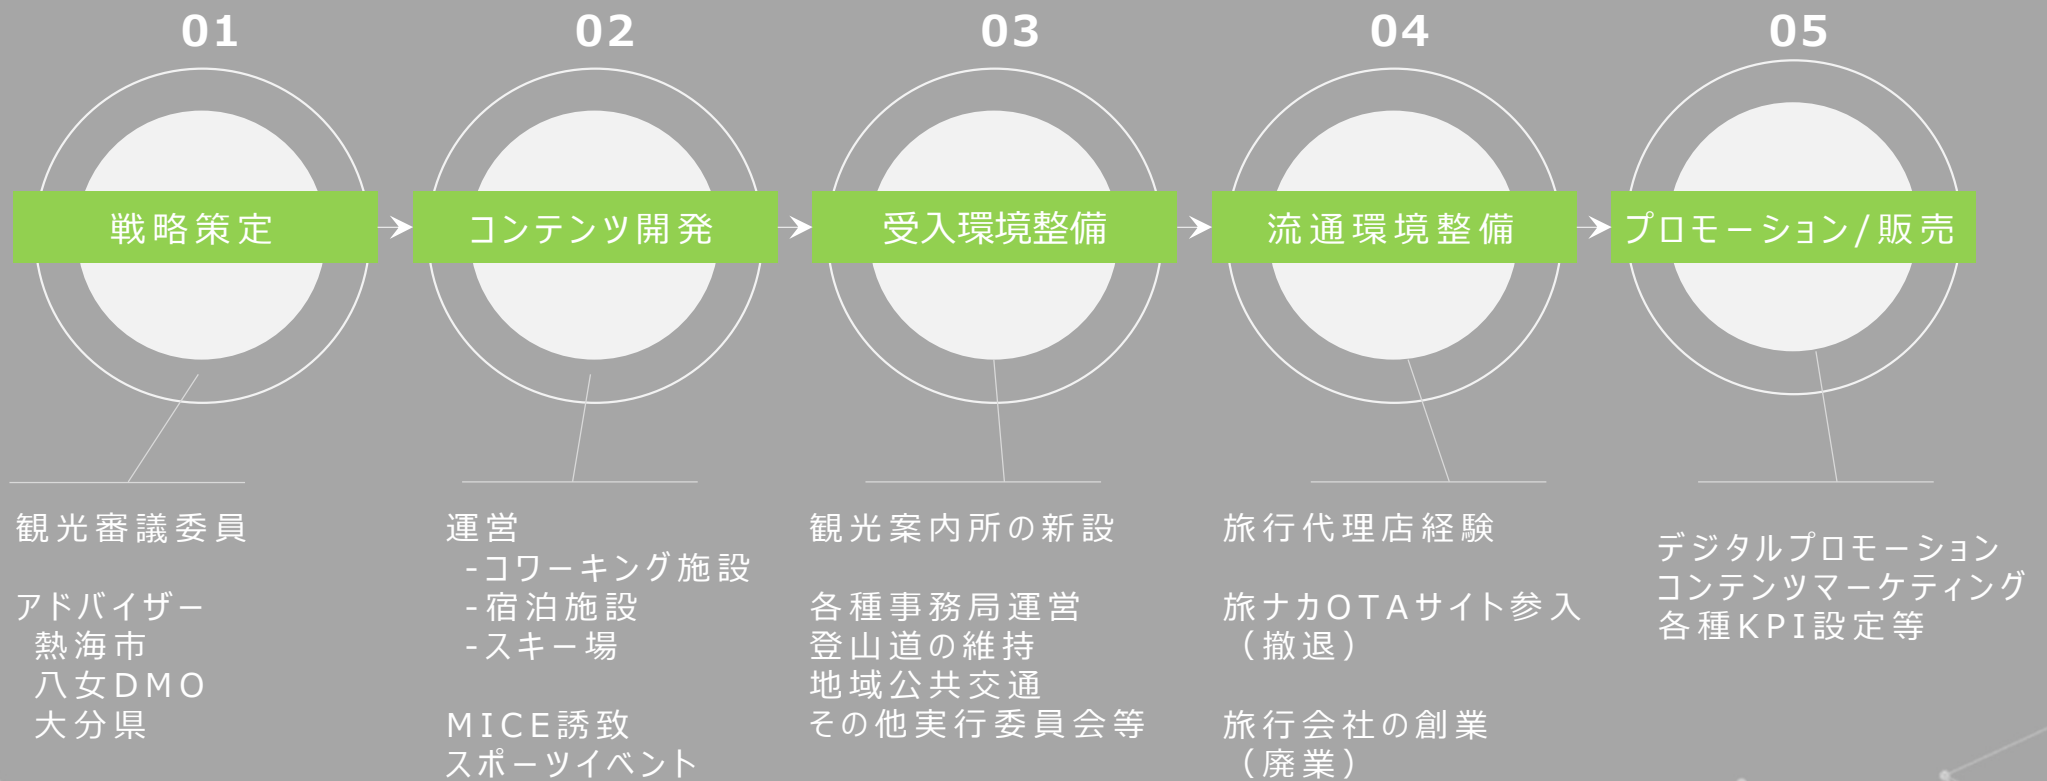 01
戦略策定
観光審議委員
アドバイザー
熱海市
八女DMO
大分県
02
コンテンツ開発
運営
-コワーキング施設
-宿泊施設
-スキー場
MICE誘致
スポーツイベント
03
受入環境整備
観光案内所の新設
各種事務局運営
登山道の維持
地域公共交通
その他実行委員会等
04
流通環境整備
旅行代理店経験
旅ナカOTAサイト参入
（撤退）
旅行会社の創業
（廃業）
05
プロモーション/販売
デジタルプロモーション
コンテンツマーケティング
各種KPI設定等